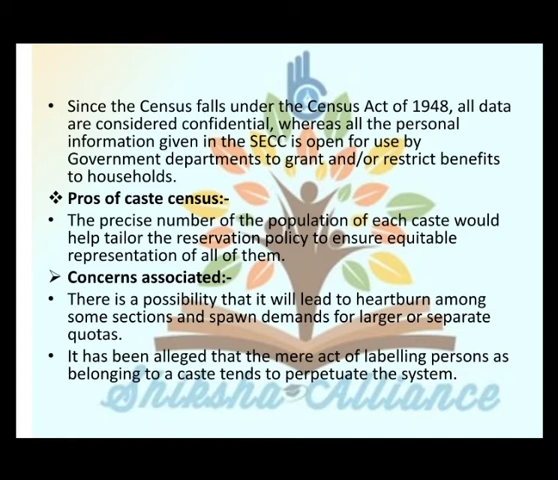 • Since the Census falls under the Census Act of 1948, all data
are considered confidential, whereas all the personal
information given in the SECC is open for use by
Government departments to grant and/or restrict benefits
to households.
❖ Pros of caste census:-
• The precise number of the population of each caste would
help tailor the reservation policy to ensure equitable
representation of all of them.
➢ Concerns associated:-
• There is a possibility that it will lead to heartburn among
some sections and spawn demands for larger or separate
quotas.
• It has been alleged that the mere act of labelling persons as
belonging to a caste tends to perpetuate the system.
Shiksha Alliance